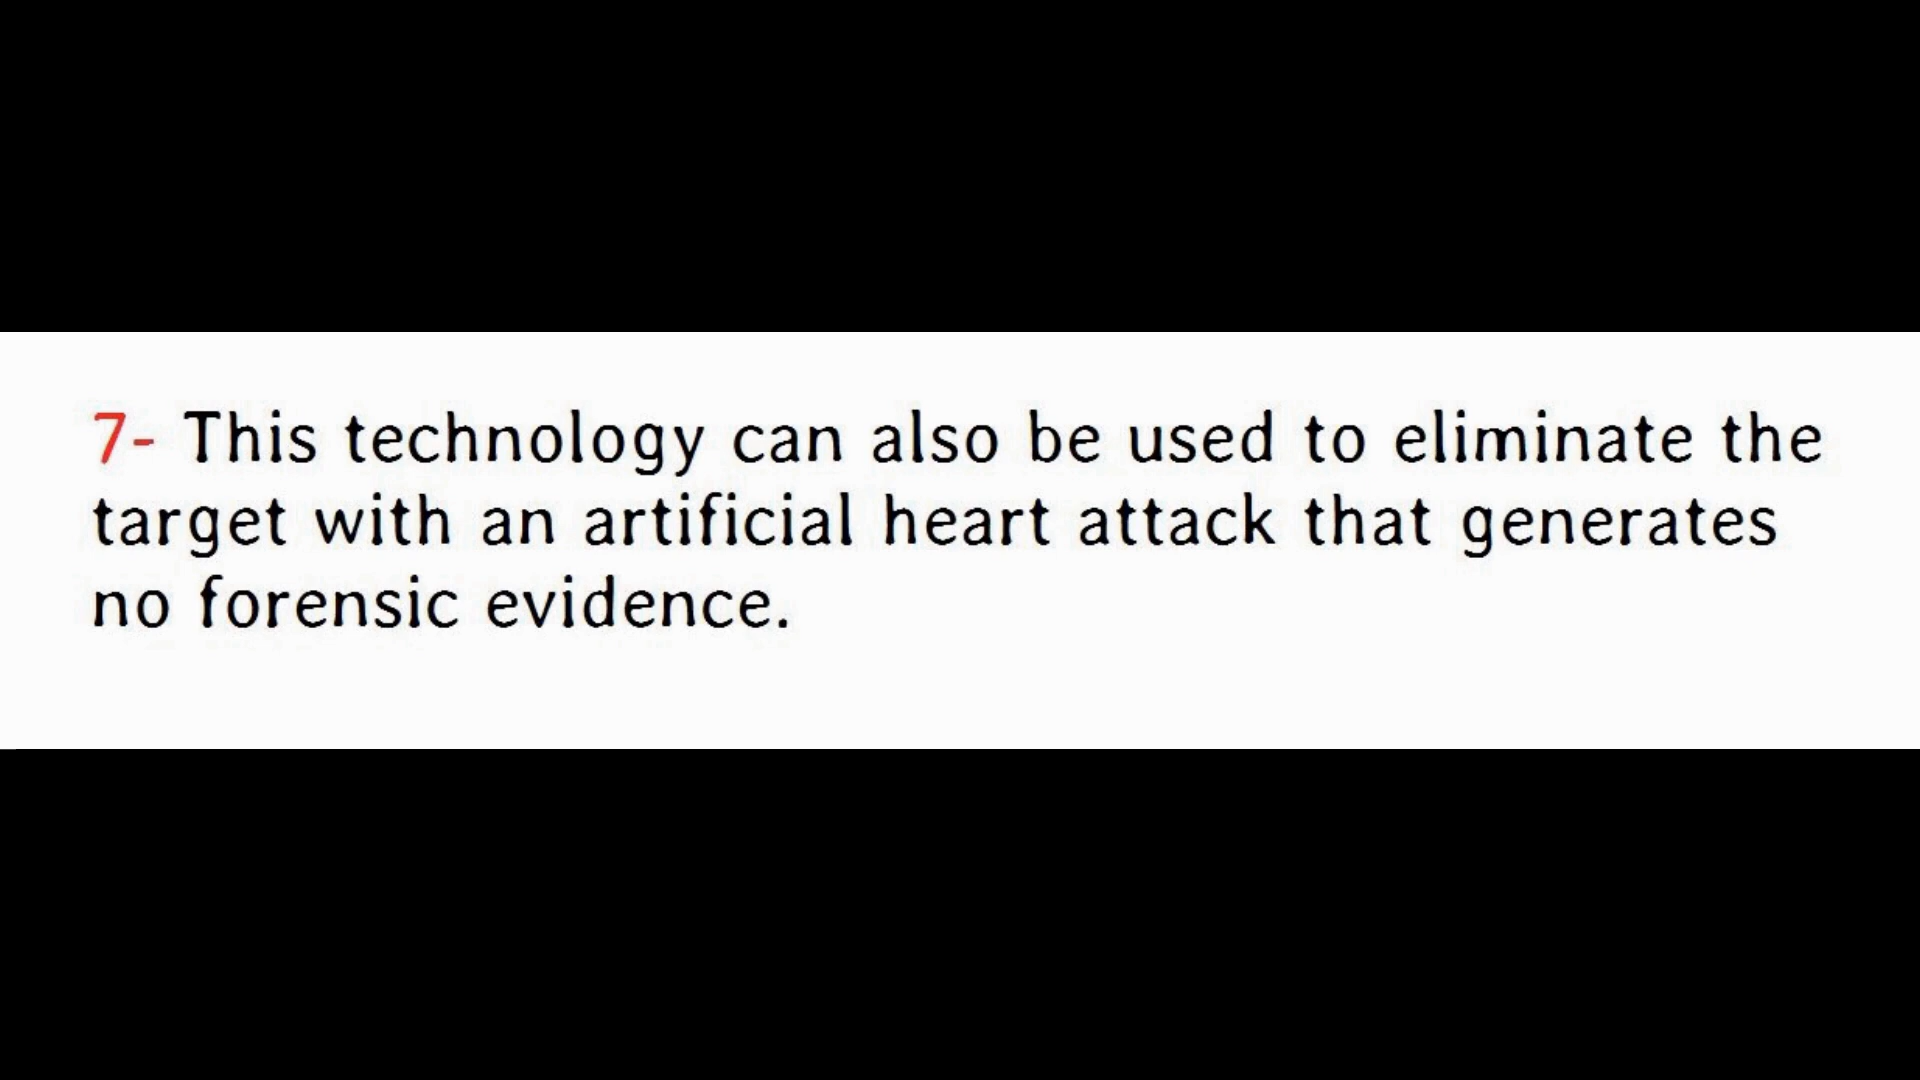 7- This technology can also be used to eliminate the
target with an artificial heart attack that generates
no forensic evidence.